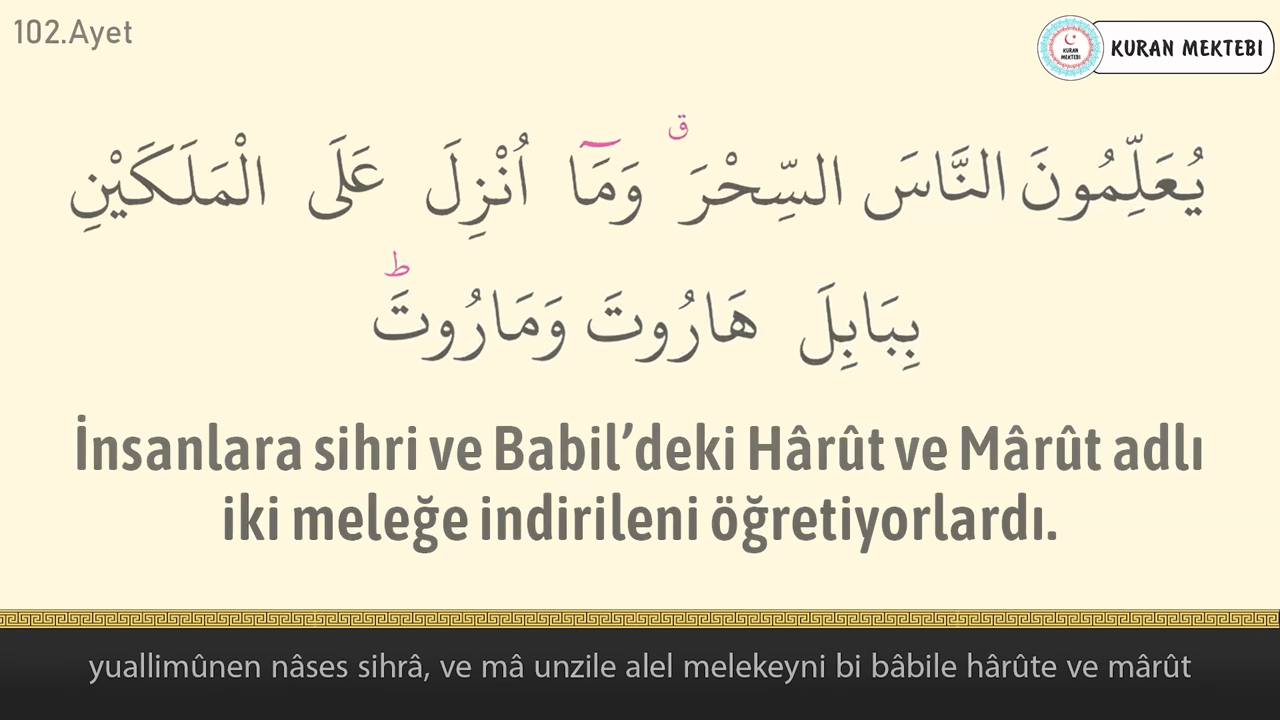 102.Ayet
KURAN MEKTEBİ
KURAN
MEKTEBİ
يُعَلِّمُونَ النَّاسَ السِّحْرَ ۗ وَمَٓا اُنْزِلَ عَلَى الْمَلَكَيْنِ
بِبَابِلَ هَارُوتَ وَمَارُوتَ ۜ
İnsanlara sihri ve Babil’deki Hârût ve Mârût adlı
iki meleğe indirileni öğretiyorlardı.
yuallimûnen nâses sihrâ, ve mâ unzile alel melekeyni bi bâbile hârûte ve mârût